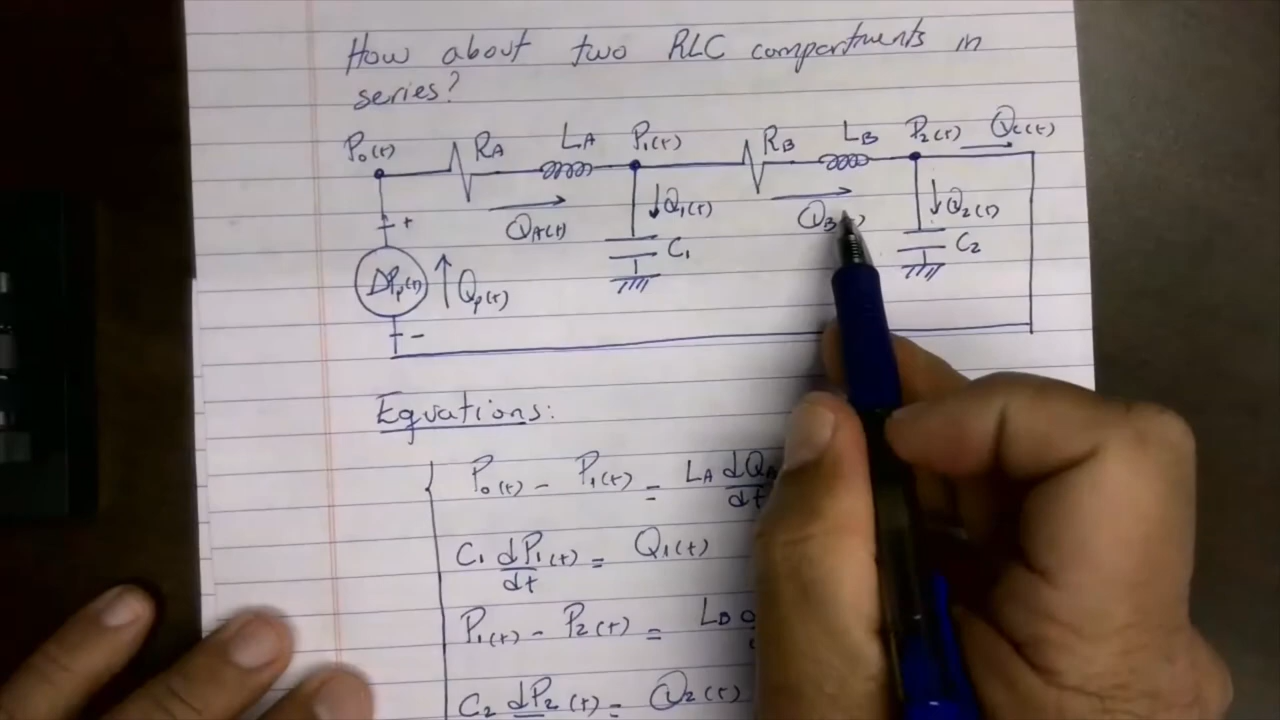 How about two RLC compartments in
series?
P0(t) RA LA P1(t) RB LB P2(t) Qc(t)
+ QA(t) Q1(t) C1 Q2(t) C2
ΔPp(t) Qp(t)
-
Equations:
P0(t) - P1(t) = LA dQA/dt
C1 dP1(t)/dt = Q1(t)
P1(t) - P2(t) = LB
C2 dP2(t) = Q2(t)